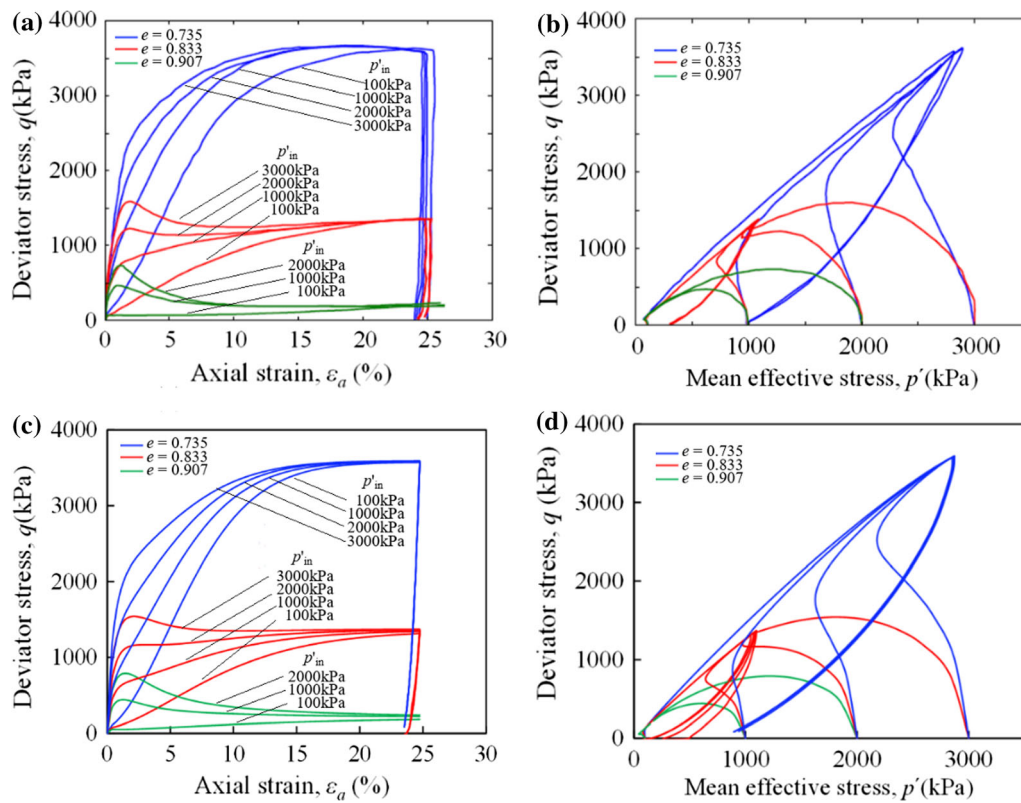 (a)
4000
3000
2000
1000
0
Deviator stress, q(kPa)
e = 0.735
e = 0.833
e = 0.907
p'in
100kPa
1000kPa
2000kPa
3000kPa
p'in
3000kPa
2000kPa
1000kPa
100kPa
p'in
2000kPa
1000kPa
100kPa
0 5 10 15 20 25 30
Axial strain, εa (%)
(b)
4000
3000
2000
1000
0
Deviator stress, q (kPa)
e = 0.735
e = 0.833
e = 0.907
0 1000 2000 3000
Mean effective stress, p′(kPa)
(c)
4000
3000
2000
1000
0
Deviator stress, q(kPa)
e = 0.735
e = 0.833
e = 0.907
p'in
100kPa
1000kPa
2000kPa
3000kPa
p'in
3000kPa
2000kPa
1000kPa
100kPa
p'in
2000kPa
1000kPa
100kPa
0 5 10 15 20 25 30
Axial strain, εa (%)
(d)
4000
3000
2000
1000
0
Deviator stress, q (kPa)
e = 0.735
e = 0.833
e = 0.907
0 1000 2000 3000
Mean effective stress, p′(kPa)